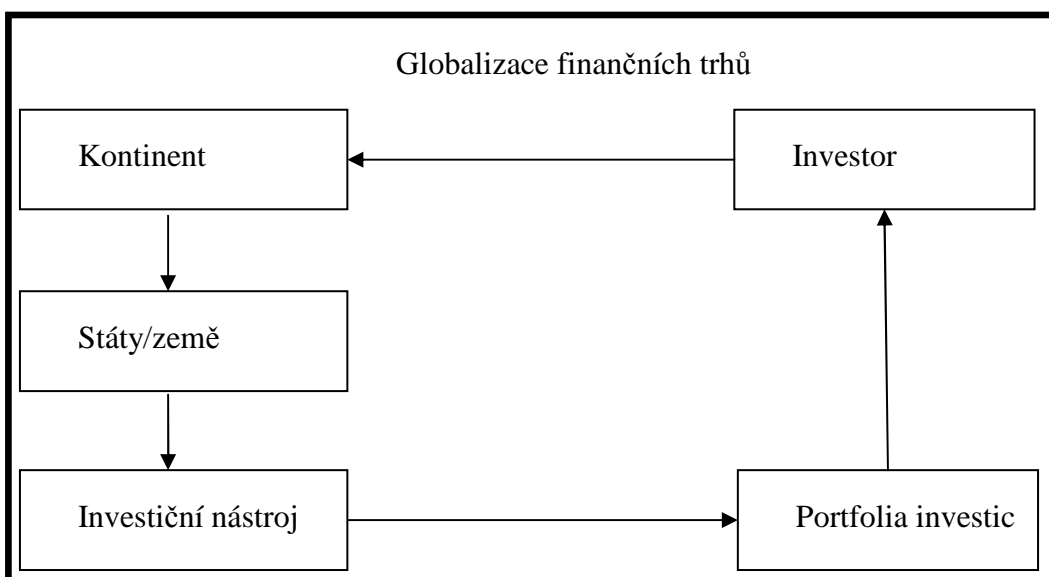 Globalizace finančních trhů
Kontinent
Investor
Státy/země
Investiční nástroj
Portfolia investic